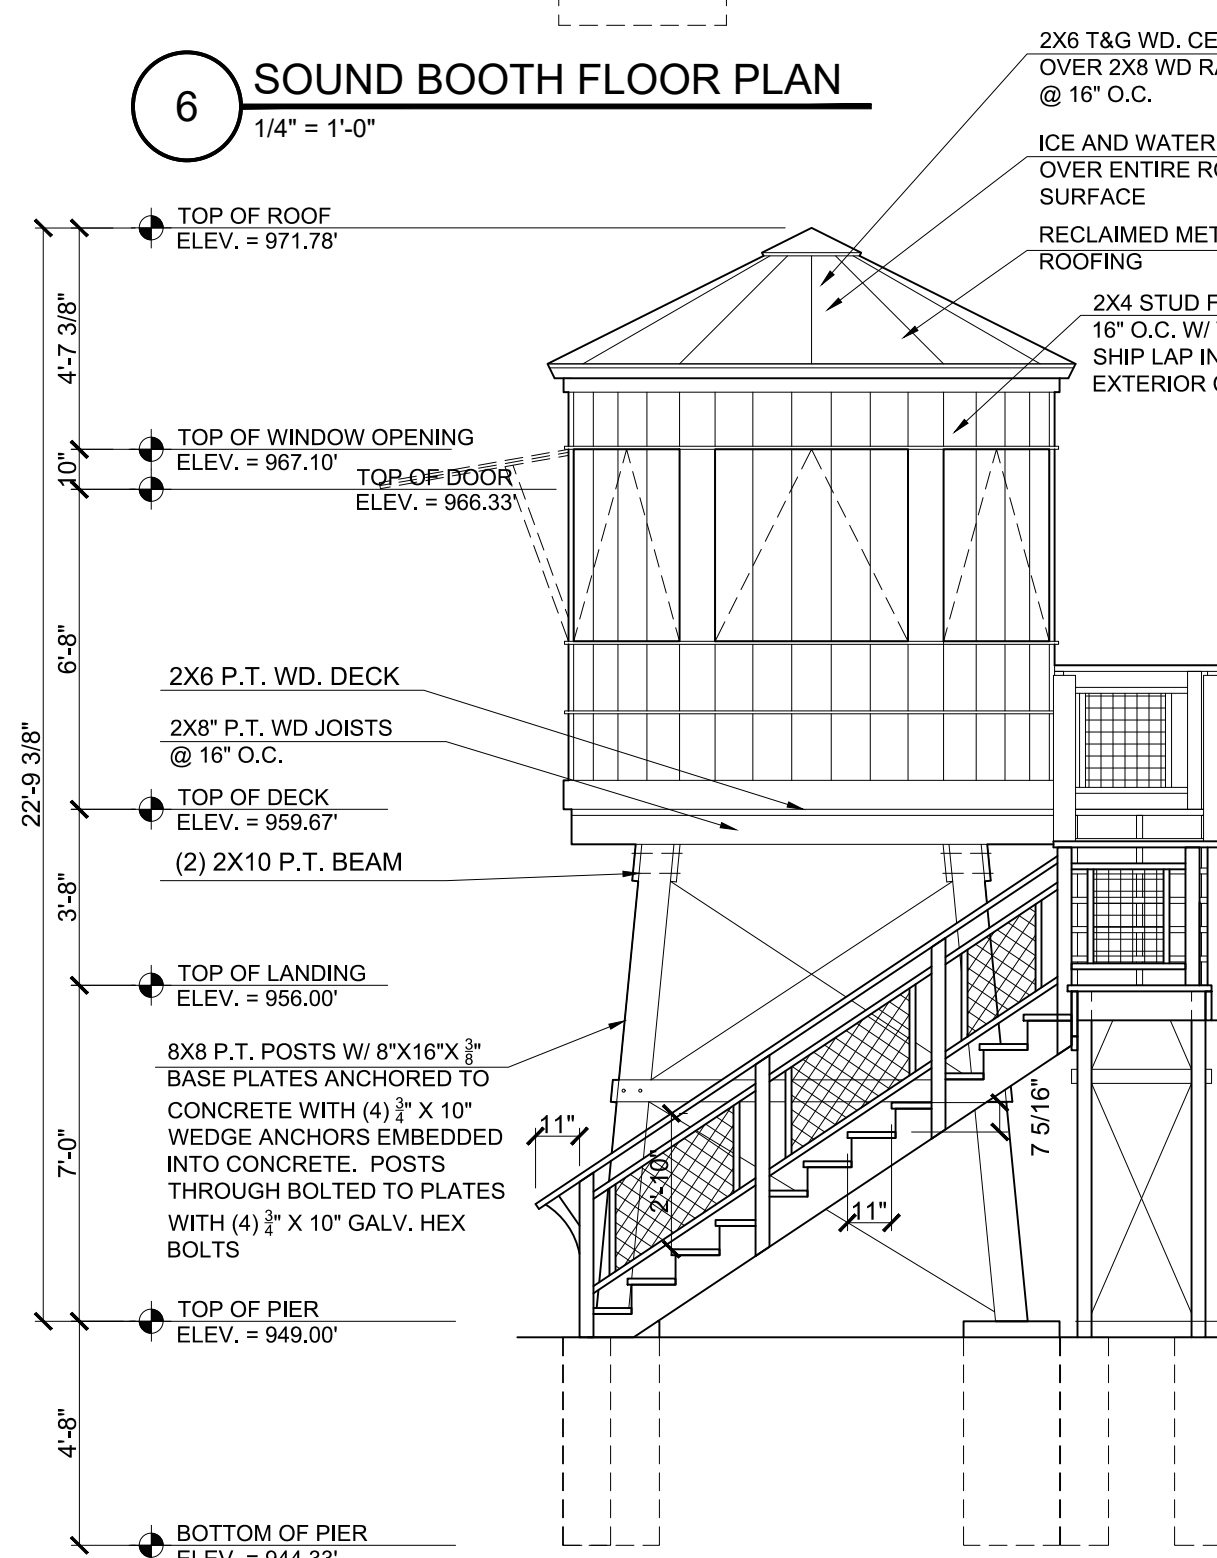 6
SOUND BOOTH FLOOR PLAN
1/4" = 1'-0"
2X6 T&G WD.
OVER 2X8 WD
@ 16" O.C.
ICE AND WATER
OVER ENTIRE
SURFACE
RECLAIMED
ROOFING
2X4 STUD
16" O.C. W/
SHIP LAP
EXTERIOR
TOP OF ROOF
ELEV. = 971.78'
4'-7 3/8"
TOP OF WINDOW OPENING
ELEV. = 967.10'
10"
TOP OF DOOR
ELEV. = 966.33'
6'-8"
2X6 P.T. WD. DECK
2X8" P.T. WD JOISTS
@ 16" O.C.
22'-9 3/8"
TOP OF DECK
ELEV. = 959.67'
(2) 2X10 P.T. BEAM
3'-8"
TOP OF LANDING
ELEV. = 956.00'
8X8 P.T. POSTS W/ 8"X16"X 3/8"
BASE PLATES ANCHORED TO
CONCRETE WITH (4) 3/4" X 10"
WEDGE ANCHORS EMBEDDED
INTO CONCRETE. POSTS
THROUGH BOLTED TO PLATES
WITH (4) 3/4" X 10" GALV. HEX
BOLTS
7'-0"
11"
2'-10"
11"
7 5/16"
TOP OF PIER
ELEV. = 949.00'
4'-8"
BOTTOM OF PIER
ELEV. = 944.33'